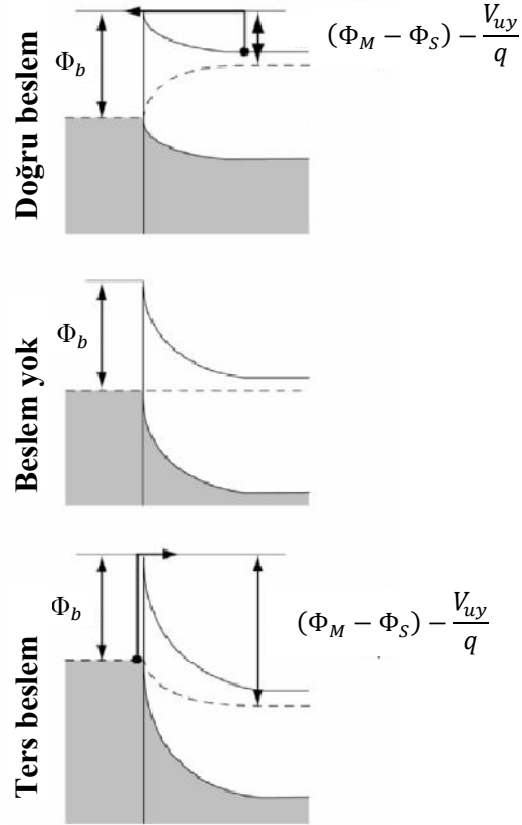 Doğru beslem
Φ_b
(Φ_M − Φ_S) − V_uy/q
Beslem yok
Φ_b
Ters beslem
Φ_b
(Φ_M − Φ_S) − V_uy/q